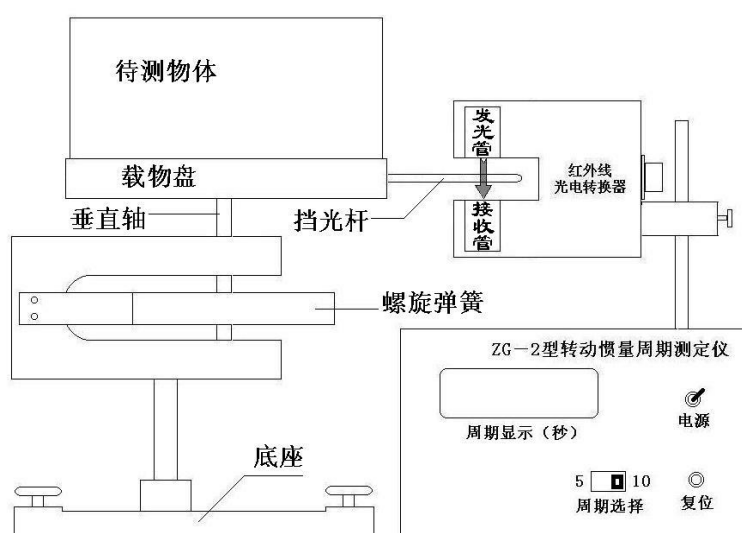 待测物体
载物盘
垂直轴
挡光杆
发光管
接收管
红外线
光电转换器
螺旋弹簧
ZG－2型转动惯量周期测定仪
周期显示（秒）
电源
底座
5 10
周期选择
复位